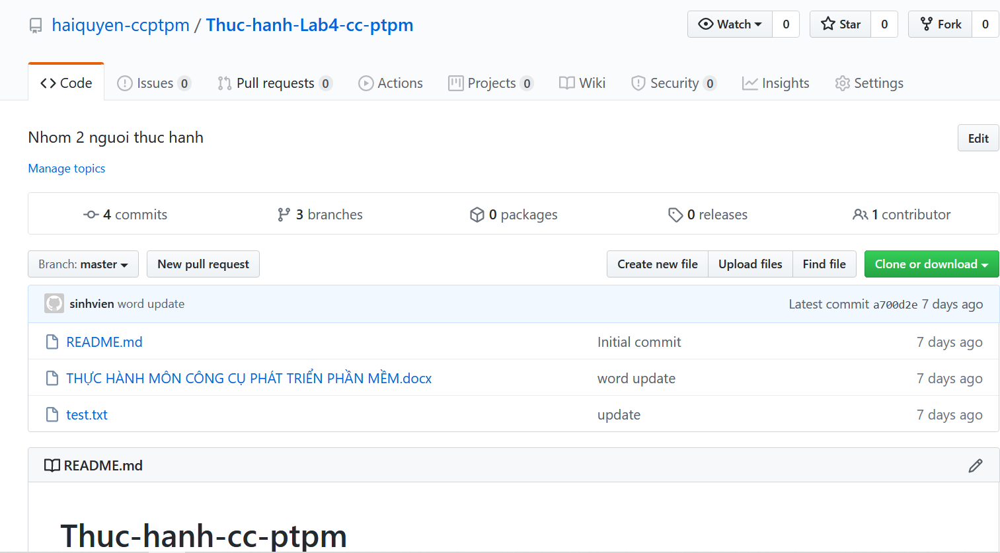 haiquyen-ccptpm / Thuc-hanh-Lab4-cc-ptpm Watch 0 Star 0 Fork 0
Code Issues 0 Pull requests 0 Actions Projects 0 Wiki Security 0 Insights Settings
Nhom 2 nguoi thuc hanh Edit
Manage topics
4 commits 3 branches 0 packages 0 releases 1 contributor
Branch: master New pull request Create new file Upload files Find file Clone or download
sinhvien word update Latest commit a700d2e 7 days ago
README.md Initial commit 7 days ago
THỰC HÀNH MÔN CÔNG CỤ PHÁT TRIỂN PHẦN MỀM.docx word update 7 days ago
test.txt update 7 days ago
README.md
Thuc-hanh-cc-ptpm